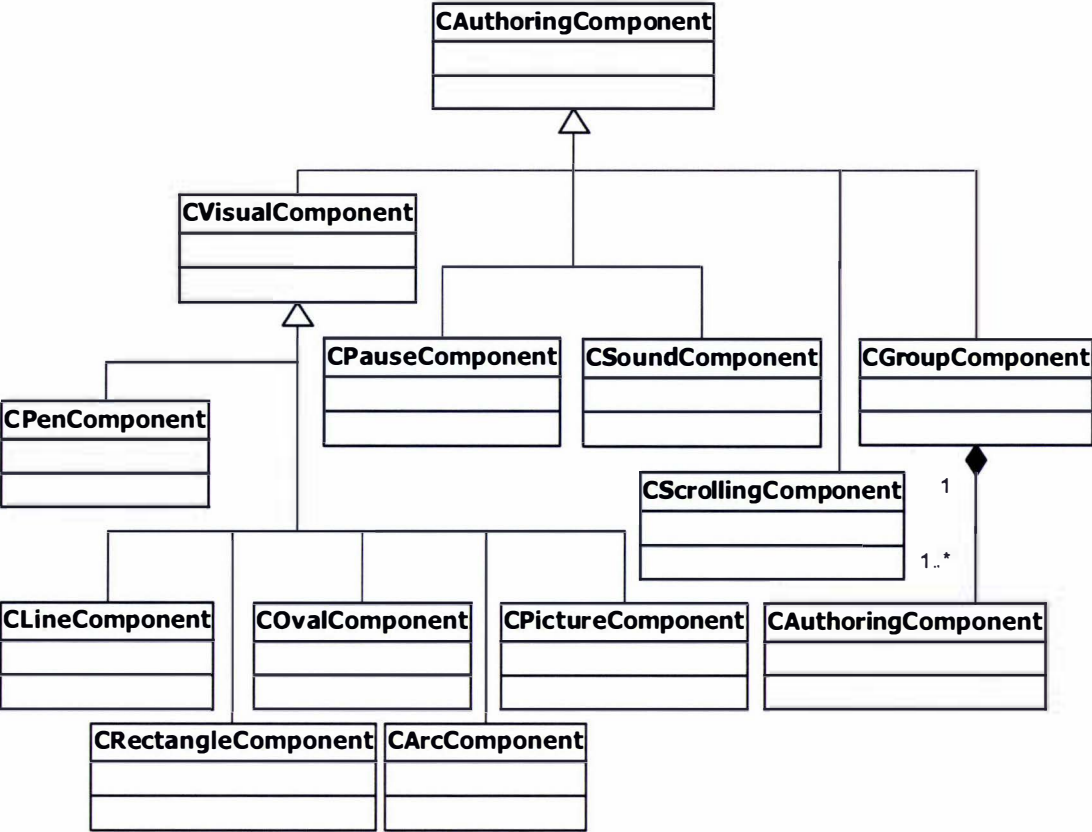 CAuthoringComponent
CVisualComponent
CPauseComponent
CSoundComponent
CGroupComponent
CPenComponent
CScrollingComponent
1
1..*
CLineComponent
COvalComponent
CPictureComponent
CAuthoringComponent
CRectangleComponent
CArcComponent